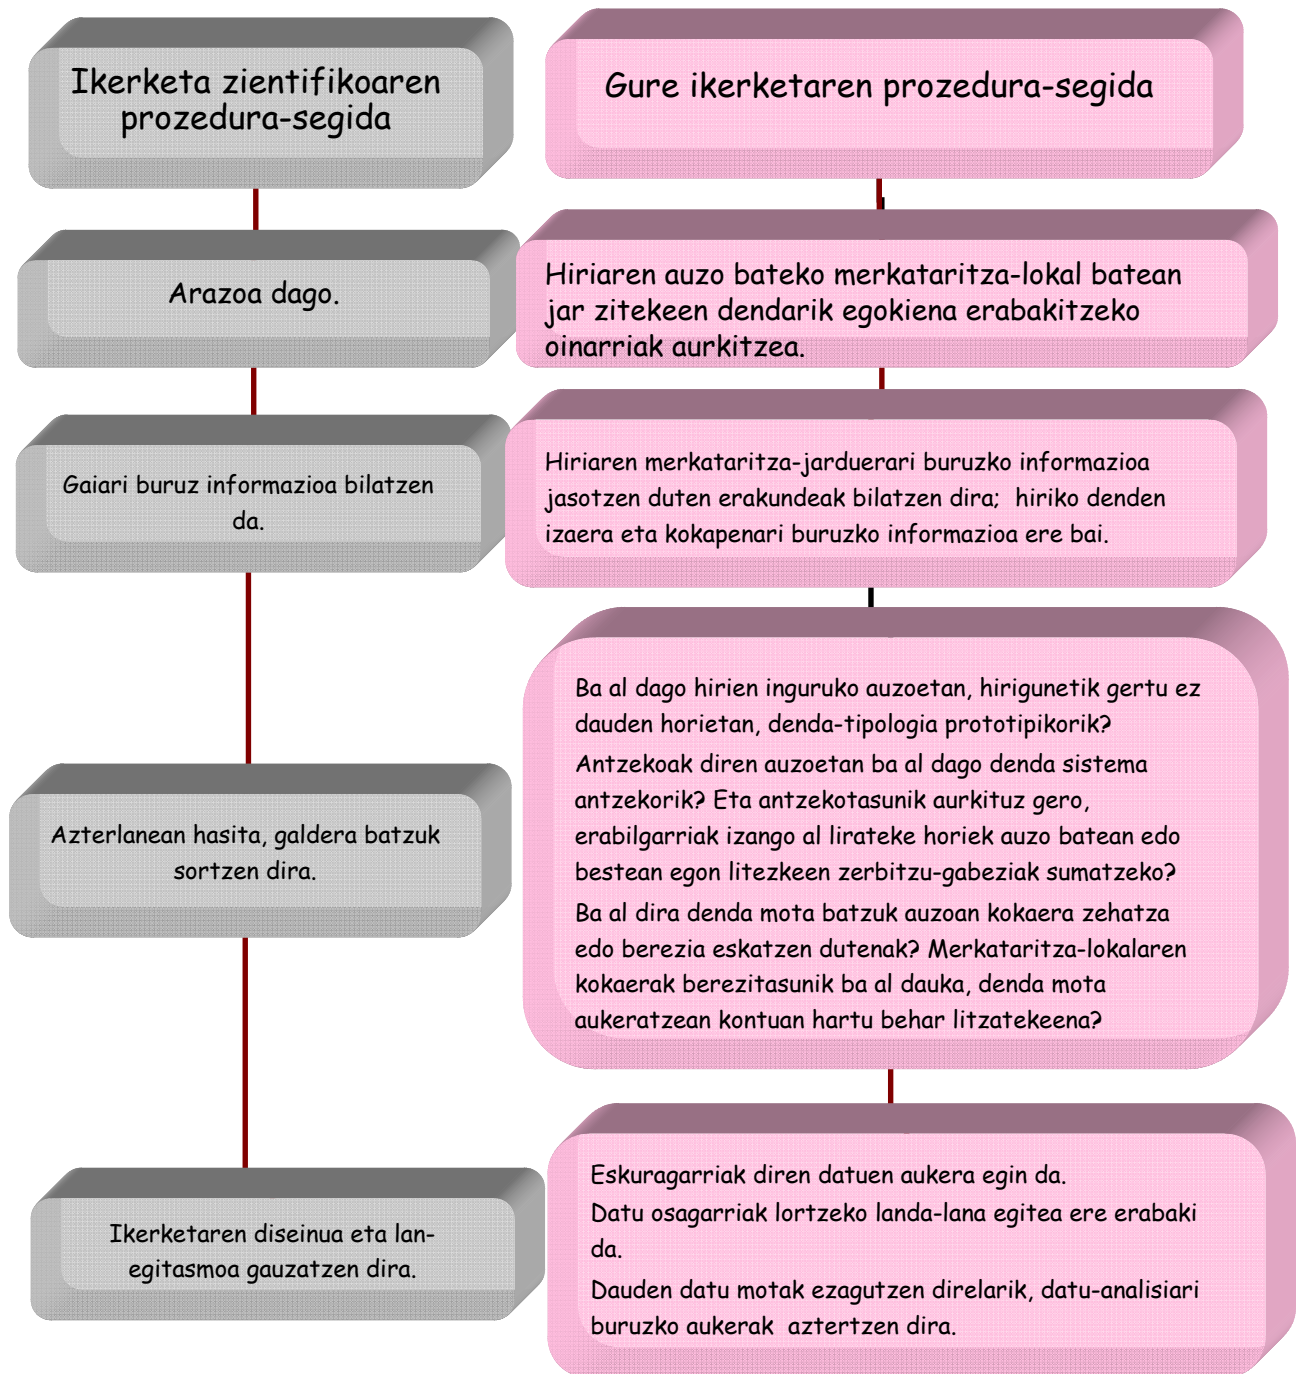 Ikerketa zientifikoaren
prozedura-segida
Gure ikerketaren prozedura-segida
Arazoa dago.
Hiriaren auzo bateko merkataritza-lokal batean
jar zitekeen dendarik egokiena erabakitzeko
oinarriak aurkitzea.
Gaiari buruz informazioa bilatzen
da.
Hiriaren merkataritza-jarduerari buruzko informazioa
jasotzen duten erakundeak bilatzen dira;  hiriko denden
izaera eta kokapenari buruzko informazioa ere bai.
Azterlanean hasita, galdera batzuk
sortzen dira.
Ba al dago hirien inguruko auzoetan, hirigunetik gertu ez
dauden horietan, denda-tipologia prototipikorik?
Antzekoak diren auzoetan ba al dago denda sistema
antzekorik? Eta antzekotasunik aurkituz gero,
erabilgarriak izango al lirateke horiek auzo batean edo
bestean egon litezkeen zerbitzu-gabeziak sumatzeko?
Ba al dira denda mota batzuk auzoan kokaera zehatza
edo berezia eskatzen dutenak? Merkataritza-lokalaren
kokaerak berezitasunik ba al dauka, denda mota
aukeratzean kontuan hartu behar litzatekeena?
Ikerketaren diseinua eta lan-
egitasmoa gauzatzen dira.
Eskuragarriak diren datuen aukera egin da.
Datu osagarriak lortzeko landa-lana egitea ere erabaki
da.
Dauden datu motak ezagutzen direlarik, datu-analisiari
buruzko aukerak  aztertzen dira.